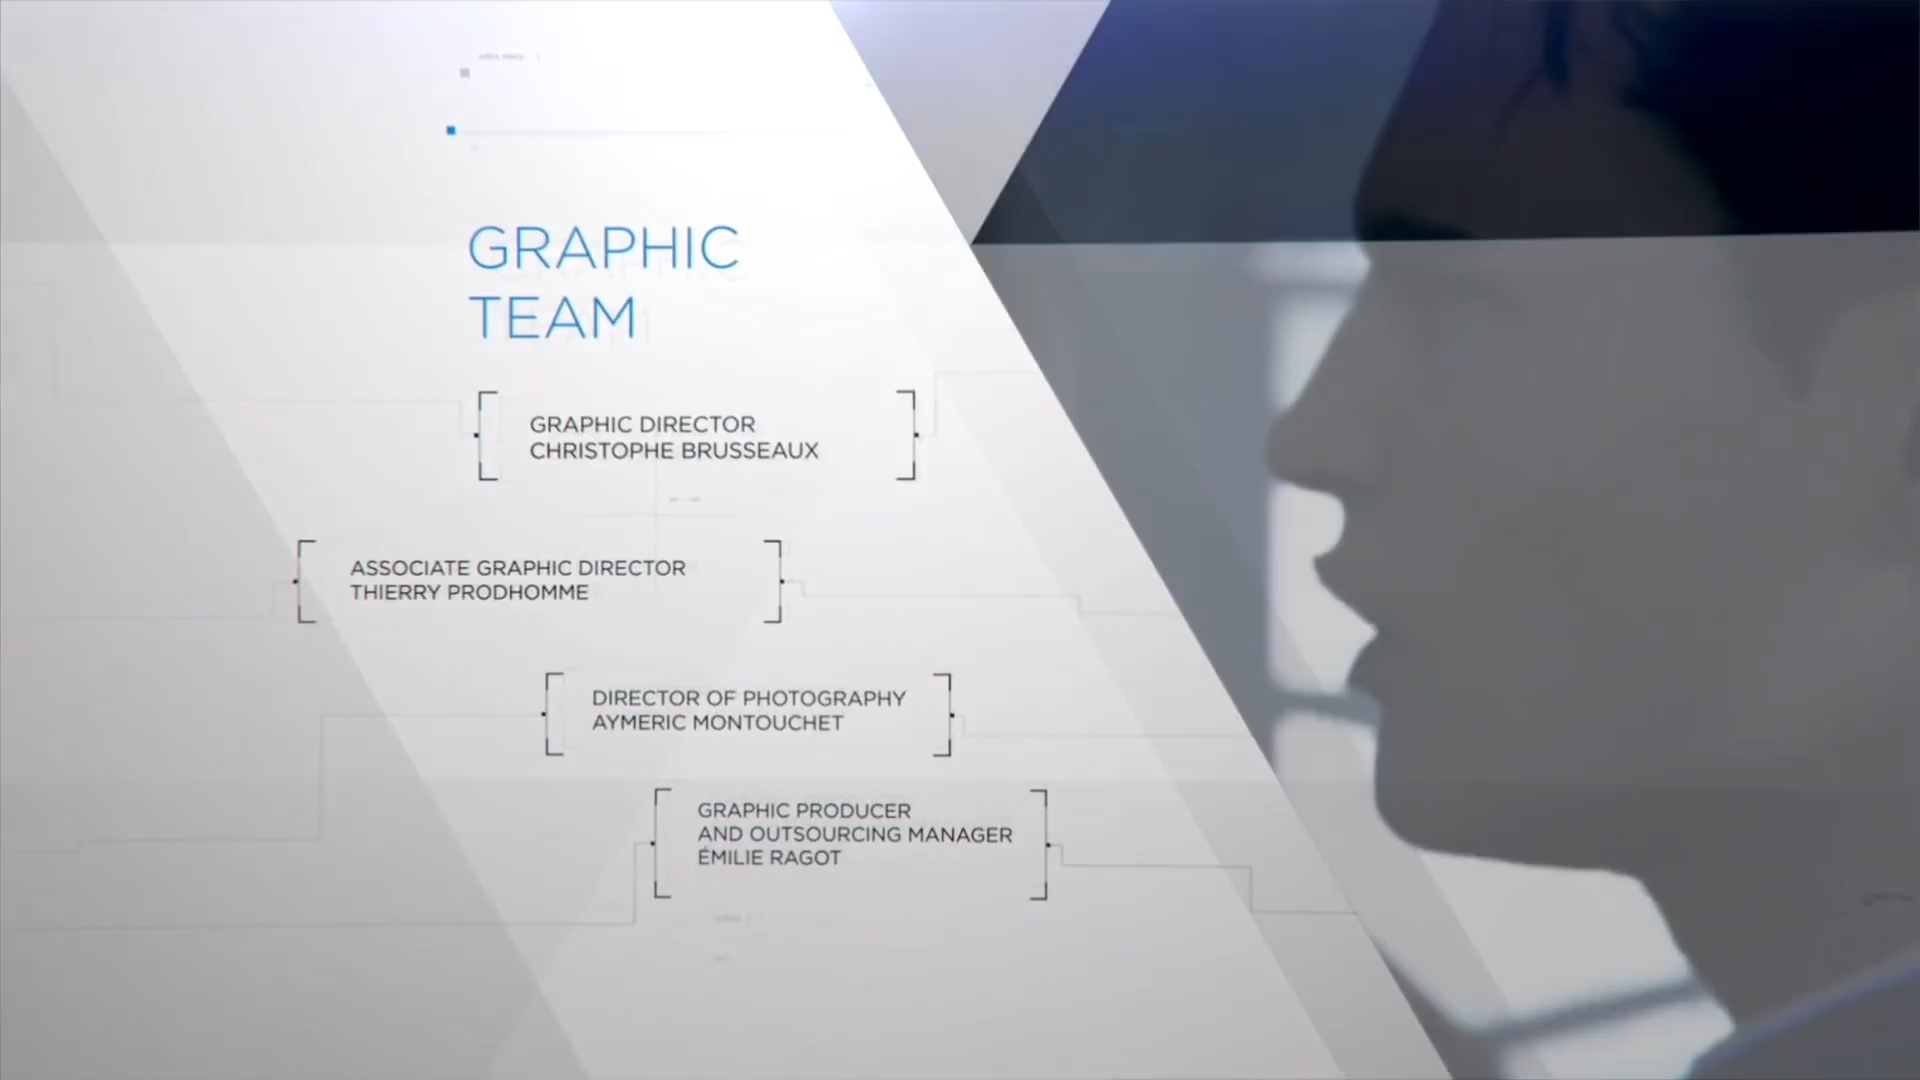 GRAPHIC
TEAM
GRAPHIC DIRECTOR
CHRISTOPHE BRUSSEAUX
ASSOCIATE GRAPHIC DIRECTOR
THIERRY PRODHOMME
DIRECTOR OF PHOTOGRAPHY
AYMERIC MONTOUCHET
GRAPHIC PRODUCER
AND OUTSOURCING MANAGER
ÉMILIE RAGOT